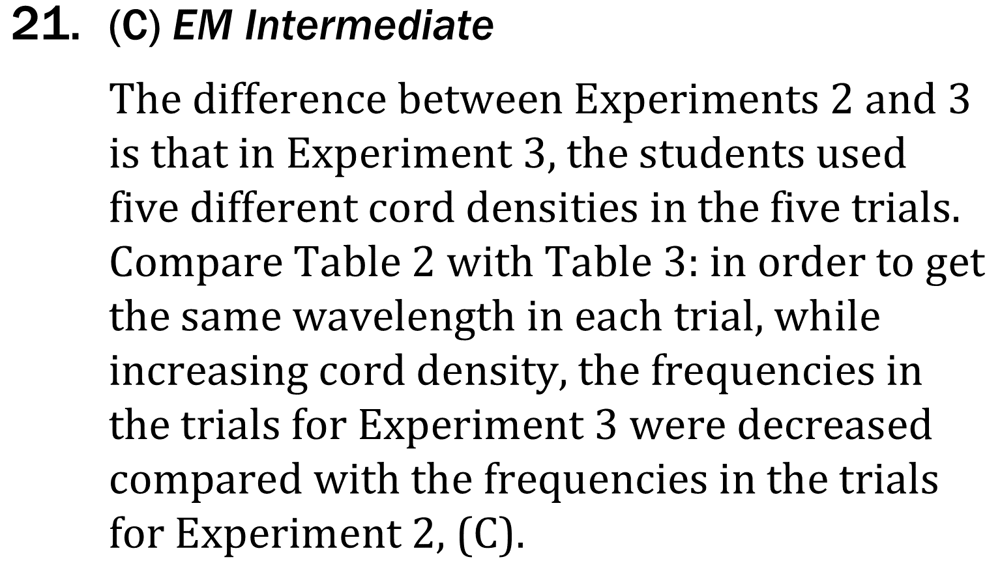 21. (C) EM Intermediate
The difference between Experiments 2 and 3
is that in Experiment 3, the students used
five different cord densities in the five trials.
Compare Table 2 with Table 3: in order to get
the same wavelength in each trial, while
increasing cord density, the frequencies in
the trials for Experiment 3 were decreased
compared with the frequencies in the trials
for Experiment 2, (C).